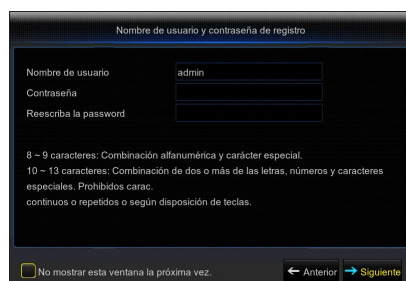 Nombre de usuario y contraseña de registro
Nombre de usuario
admin
Contraseña
Reescriba la password
8 ~ 9 caracteres: Combinación alfanumérica y carácter especial.
10 ~ 13 caracteres: Combinación de dos o más de las letras, números y caracteres
especiales. Prohibidos carac.
continuos o repetidos o según disposición de teclas.
No mostrar esta ventana la próxima vez.
Anterior
Siguiente